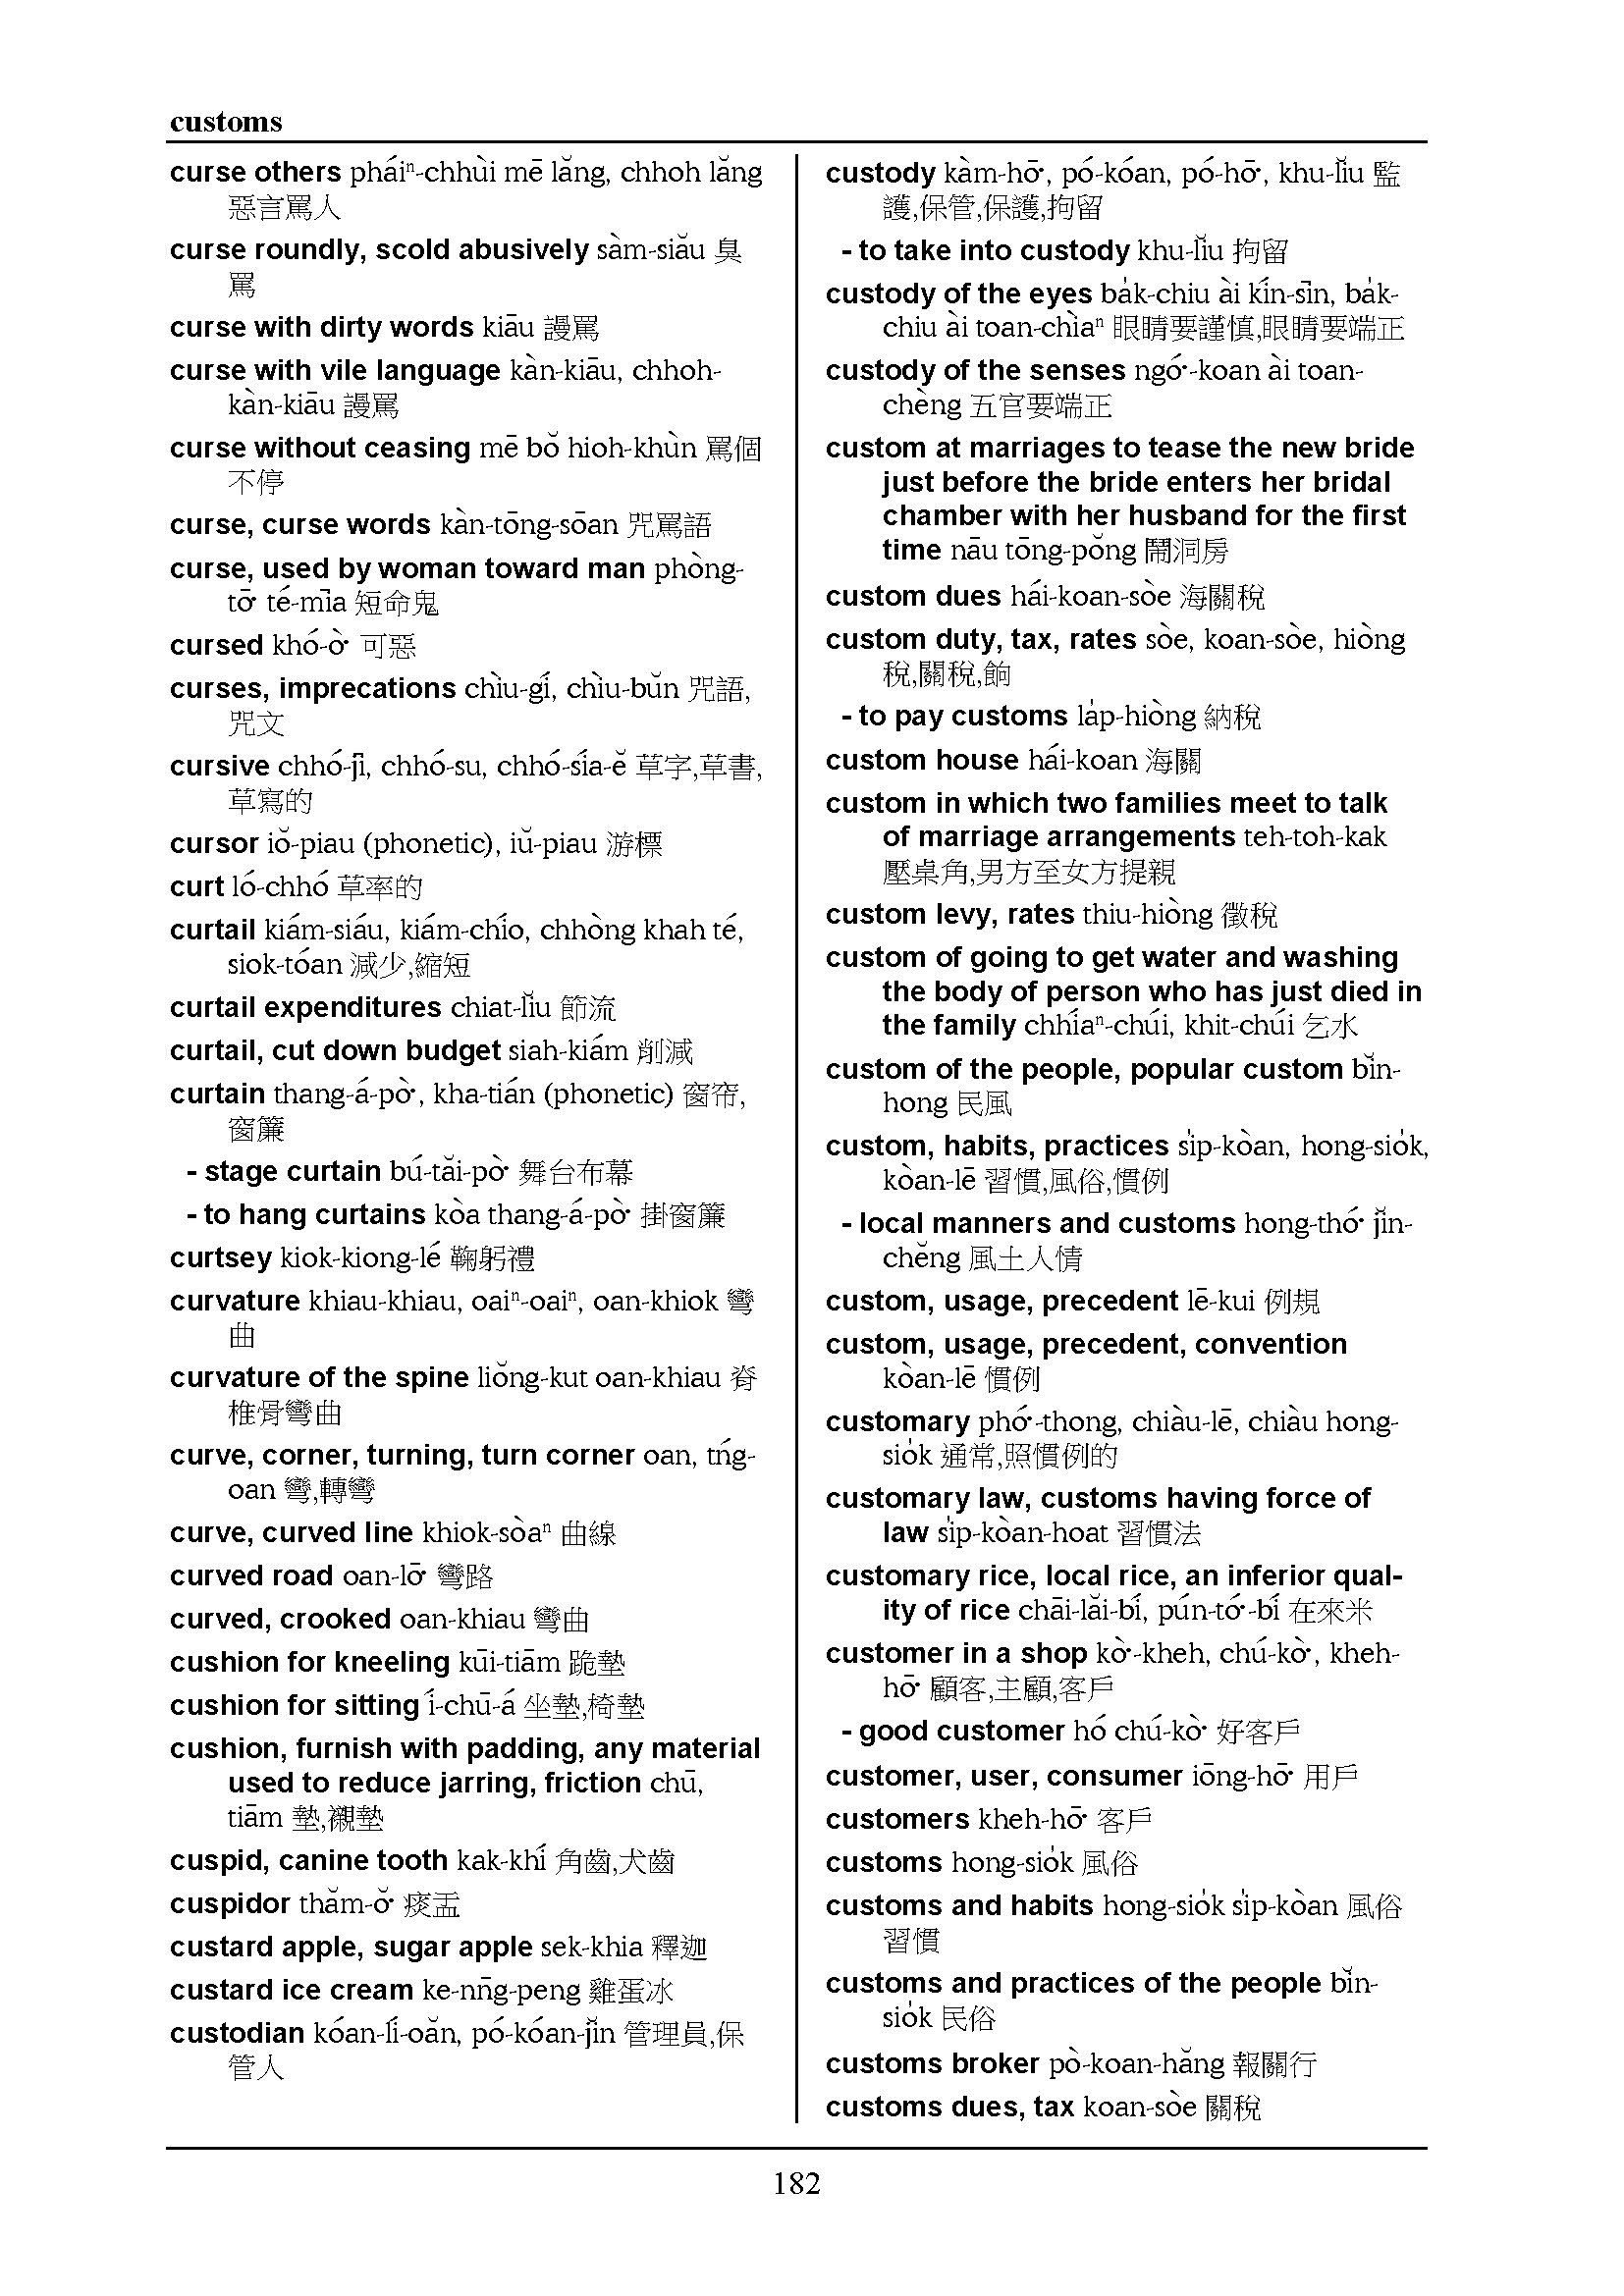 customs
curse others pháiⁿ-chhùi mē lăng, chhoh lăng
惡言罵人
curse roundly, scold abusively sàm-siău 臭
罵
curse with dirty words kiāu 謾罵
curse with vile language kàn-kiāu, chhoh-
kàn-kiāu 謾罵
curse without ceasing mē bŏ hioh-khùn 罵個
不停
curse, curse words kàn-tōng-sōan 咒罵語
curse, used by woman toward man phòng-
tō͘ té-mīa 短命鬼
cursed khó-ò͘ 可惡
curses, imprecations chìu-gí, chìu-bŭn 咒語,
咒文
cursive chhó-jī, chhó-su, chhó-sía-ĕ 草字,草書,
草寫的
cursor iŏ-piau (phonetic), iŭ-piau 游標
curt ló-chhó 草率的
curtail kiám-siáu, kiám-chío, chhòng khah té,
siok-tóan 減少,縮短
curtail expenditures chiat-lĭu 節流
curtail, cut down budget siah-kiám 削減
curtain thang-á-pò͘, kha-tián (phonetic) 窗帘,
窗簾
- stage curtain bú-tăi-pò͘ 舞台布幕
- to hang curtains kòa thang-á-pò͘ 掛窗簾
curtsey kiok-kiong-lé 鞠躬禮
curvature khiau-khiau, oaiⁿ-oaiⁿ, oan-khiok 彎
曲
curvature of the spine liŏng-kut oan-khiau 脊
椎骨彎曲
curve, corner, turning, turn corner oan, tńg-
oan 彎,轉彎
curve, curved line khiok-sòaⁿ 曲線
curved road oan-lō͘ 彎路
curved, crooked oan-khiau 彎曲
cushion for kneeling kūi-tiām 跪墊
cushion for sitting í-chū-á 坐墊,椅墊
cushion, furnish with padding, any material
used to reduce jarring, friction chū,
tiām 墊,襯墊
cuspid, canine tooth kak-khí 角齒,犬齒
cuspidor thăm-ŏ͘ 痰盂
custard apple, sugar apple sek-khia 釋迦
custard ice cream ke-nn̄g-peng 雞蛋冰
custodian kóan-lí-oăn, pó-kóan-jĭn 管理員,保
管人
custody kàm-hō͘, pó-kóan, pó-hō͘, khu-lĭu 監
護,保管,保護,拘留
- to take into custody khu-lĭu 拘留
custody of the eyes ba̍k-chiu ài kín-sīn, ba̍k-
chiu ài toan-chìaⁿ 眼睛要謹慎,眼睛要端正
custody of the senses ngó͘-koan ài toan-
chèng 五官要端正
custom at marriages to tease the new bride
just before the bride enters her bridal
chamber with her husband for the first
time nāu tōng-pŏng 鬧洞房
custom dues hái-koan-sòe 海關稅
custom duty, tax, rates sòe, koan-sòe, hiòng
稅,關稅,餉
- to pay customs la̍p-hiòng 納稅
custom house hái-koan 海關
custom in which two families meet to talk
of marriage arrangements teh-toh-kak
壓桌角,男方至女方提親
custom levy, rates thiu-hiòng 徵稅
custom of going to get water and washing
the body of person who has just died in
the family chhíaⁿ-chúi, khit-chúi 乞水
custom of the people, popular custom bĭn-
hong 民風
custom, habits, practices si̍p-kòan, hong-sio̍k,
kòan-lē 習慣,風俗,慣例
- local manners and customs hong-thó͘ jĭn-
chĕng 風土人情
custom, usage, precedent lē-kui 例規
custom, usage, precedent, convention
kòan-lē 慣例
customary phó͘-thong, chiàu-lē, chiàu hong-
sio̍k 通常,照慣例的
customary law, customs having force of
law si̍p-kòan-hoat 習慣法
customary rice, local rice, an inferior qual-
ity of rice chāi-lăi-bí, pún-tó͘-bí 在來米
customer in a shop kò͘-kheh, chú-kò͘, kheh-
hō͘ 顧客,主顧,客戶
- good customer hó chú-kò͘ 好客戶
customer, user, consumer iōng-hō͘ 用戶
customers kheh-hō͘ 客戶
customs hong-sio̍k 風俗
customs and habits hong-sio̍k si̍p-kòan 風俗
習慣
customs and practices of the people bĭn-
sio̍k 民俗
customs broker pò-koan-hăng 報關行
customs dues, tax koan-sòe 關稅
182